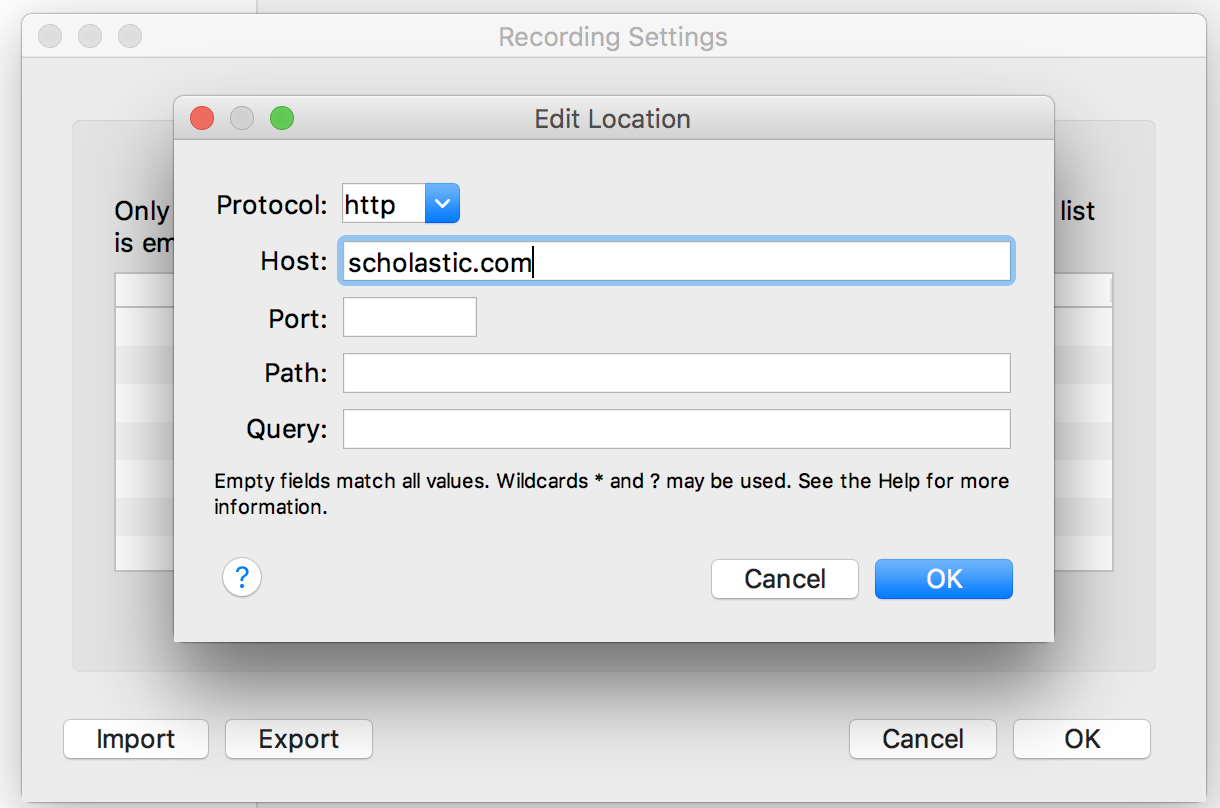 Recording Settings
Edit Location
Only
list
is em
Protocol: http
Host: scholastic.com
Port:
Path:
Query:
Empty fields match all values. Wildcards * and ? may be used. See the Help for more
information.
?
Cancel
OK
Import
Export
Cancel
OK